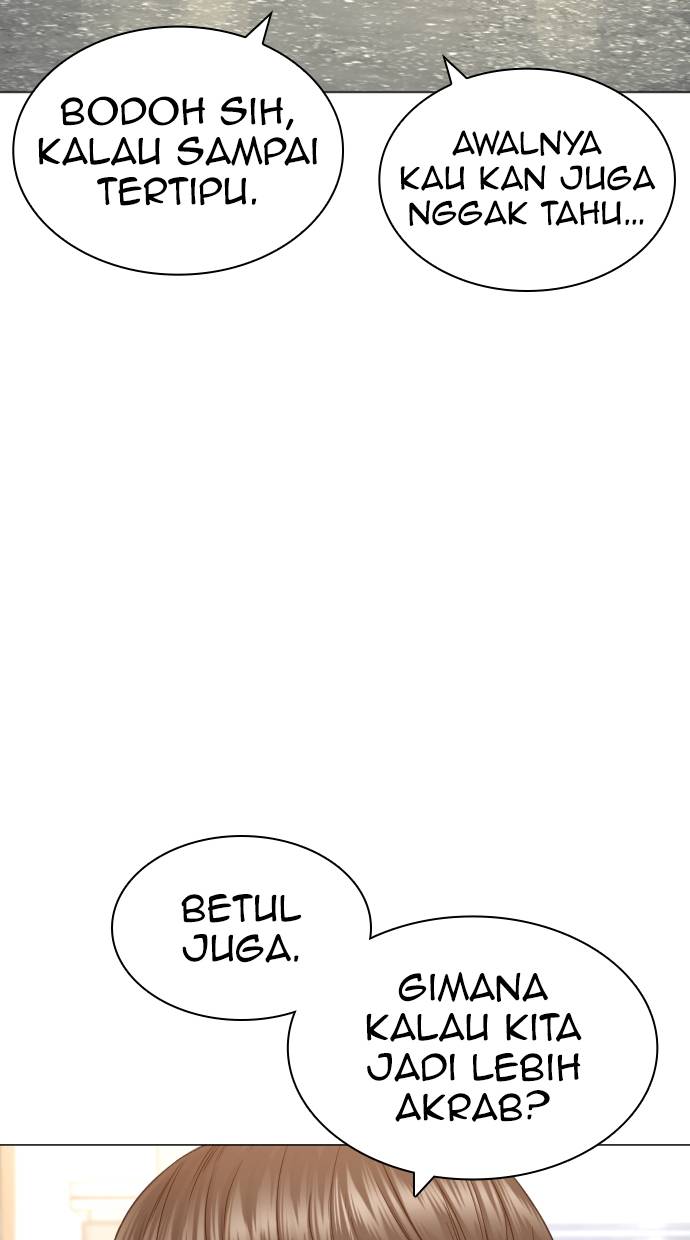 BODOH SIH,
KALAU SAMPAI
TERTIPU.
AWALNYA
KAU KAN JUGA
NGGAK TAHU...
BETUL
JUGA.
GIMANA
KALAU KITA
JADI LEBIH
AKRAB?